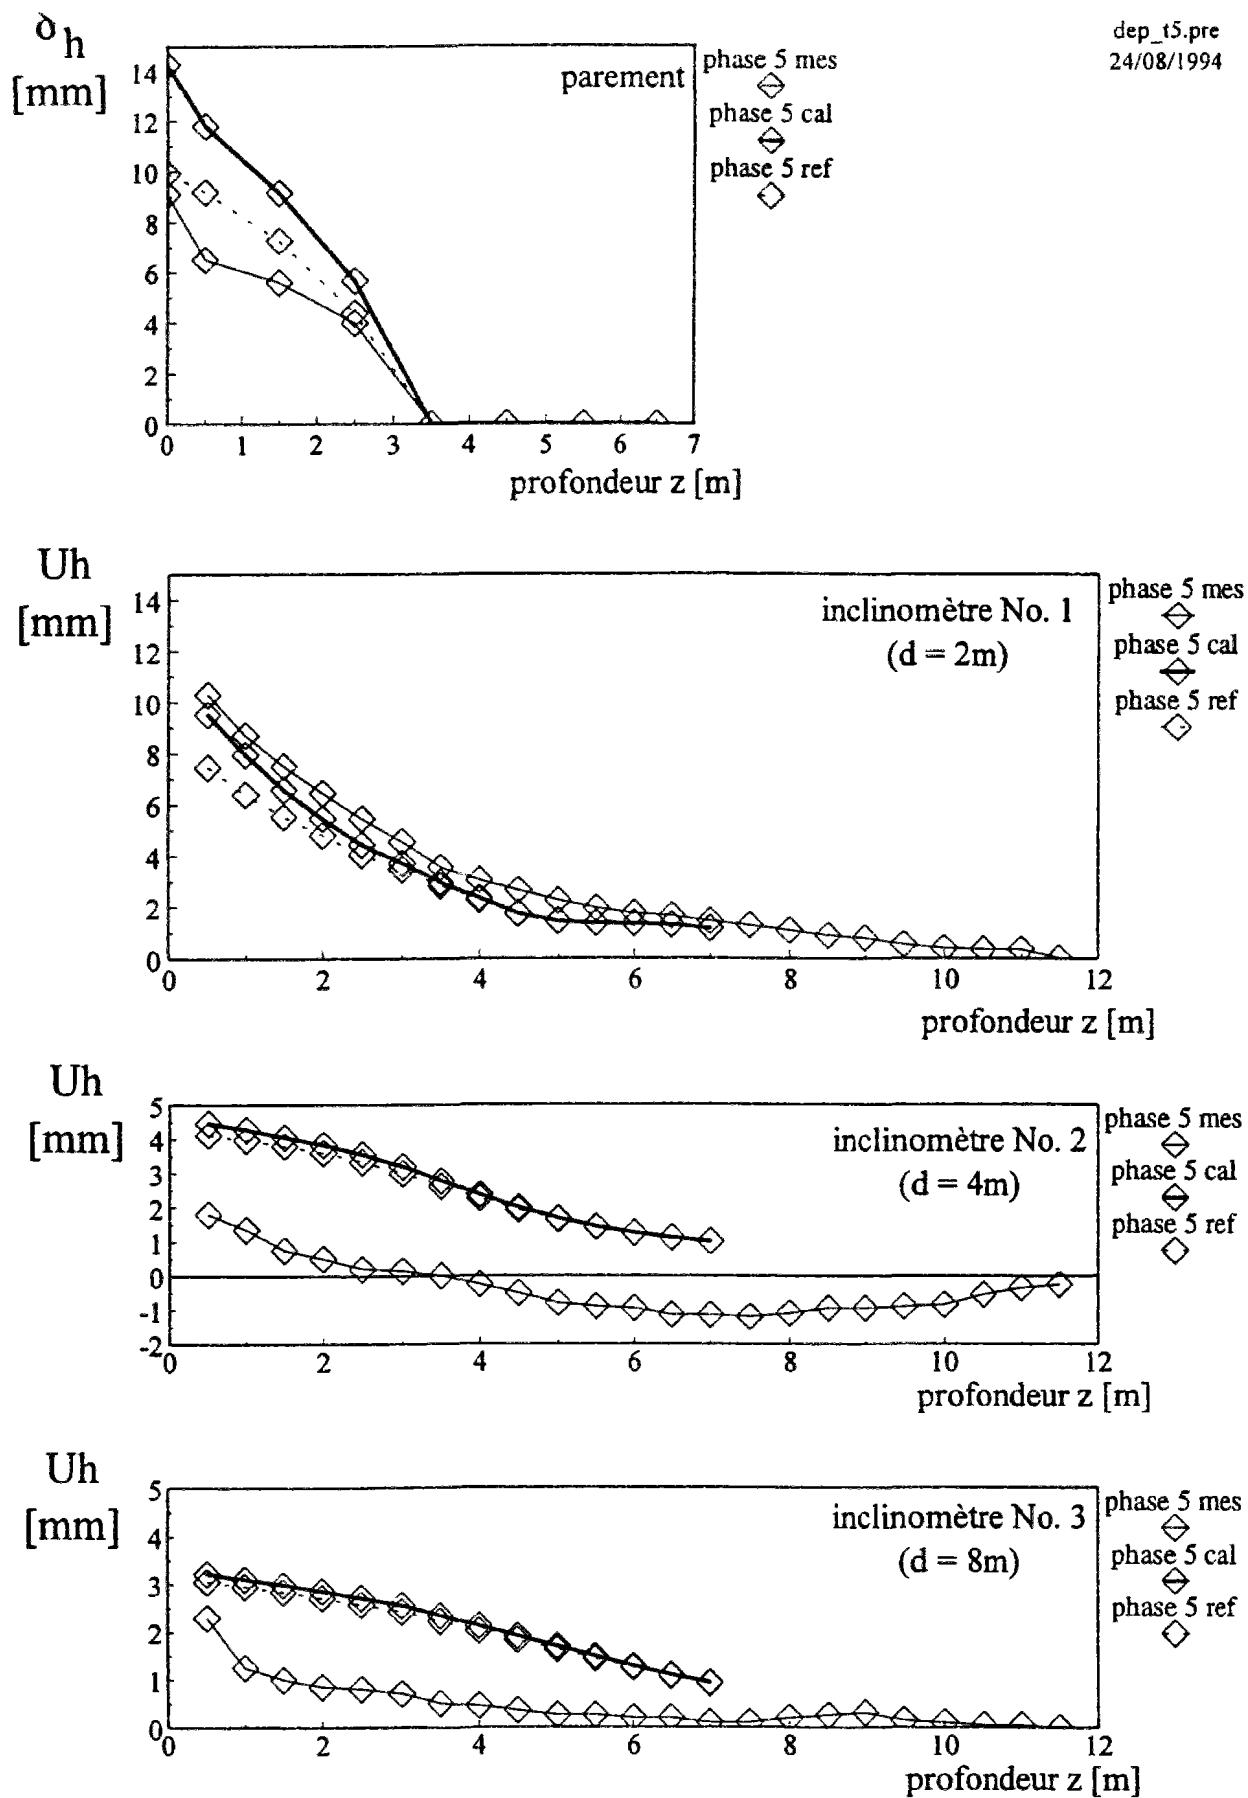 dep_t5.pre
24/08/1994
δh
[mm]
14
12
10
8
6
4
2
0
parement
phase 5 mes
phase 5 cal
phase 5 ref
0 1 2 3 4 5 6 7
profondeur z [m]
Uh
[mm]
14
12
10
8
6
4
2
0
inclinomètre No. 1
(d = 2m)
phase 5 mes
phase 5 cal
phase 5 ref
0 2 4 6 8 10 12
profondeur z [m]
Uh
[mm]
5
4
3
2
1
0
-1
-2
inclinomètre No. 2
(d = 4m)
phase 5 mes
phase 5 cal
phase 5 ref
0 2 4 6 8 10 12
profondeur z [m]
Uh
[mm]
5
4
3
2
1
0
inclinomètre No. 3
(d = 8m)
phase 5 mes
phase 5 cal
phase 5 ref
0 2 4 6 8 10 12
profondeur z [m]